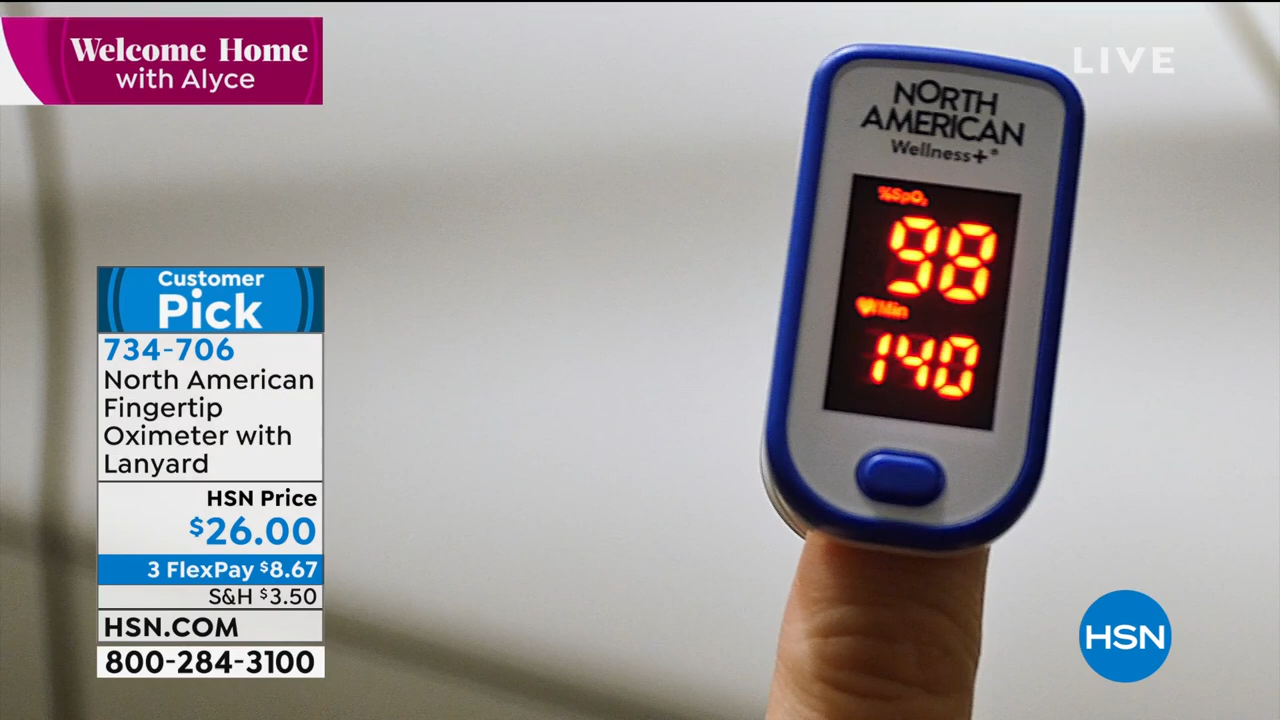 Welcome Home
with Alyce
LIVE
NORTH
AMERICAN
Wellness+®
%SpO₂
98
♥/Min
140
Customer
Pick
734-706
North American
Fingertip
Oximeter with
Lanyard
HSN Price
$26.00
3 FlexPay $8.67
S&H $3.50
HSN.COM
800-284-3100
HSN